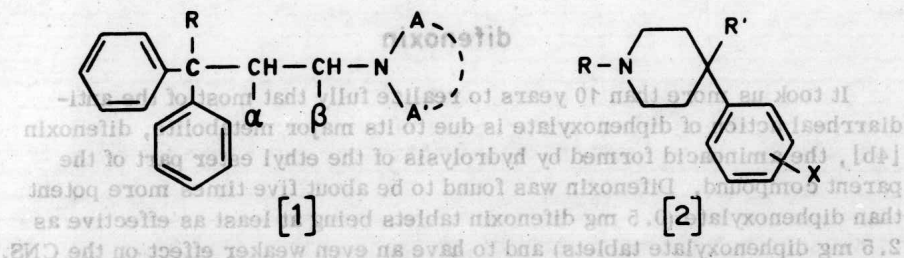 R A
C — CH — CH — N
α β A'
[1]
R'
R — N
X
[2]
difenoxin
It took us more than 10 years to realize fully that most of the anti-
diarrheal action of diphenoxylate is due to its major metabolite, difenoxin
[4b], the aminoacid formed by hydrolysis of the ethyl ester part of the
parent compound. Difenoxin was found to be about five times more potent
than diphenoxylate (0.5 mg difenoxin tablets being at least as effective as
2.5 mg diphenoxylate tablets) and to have an even weaker effect on the CNS.